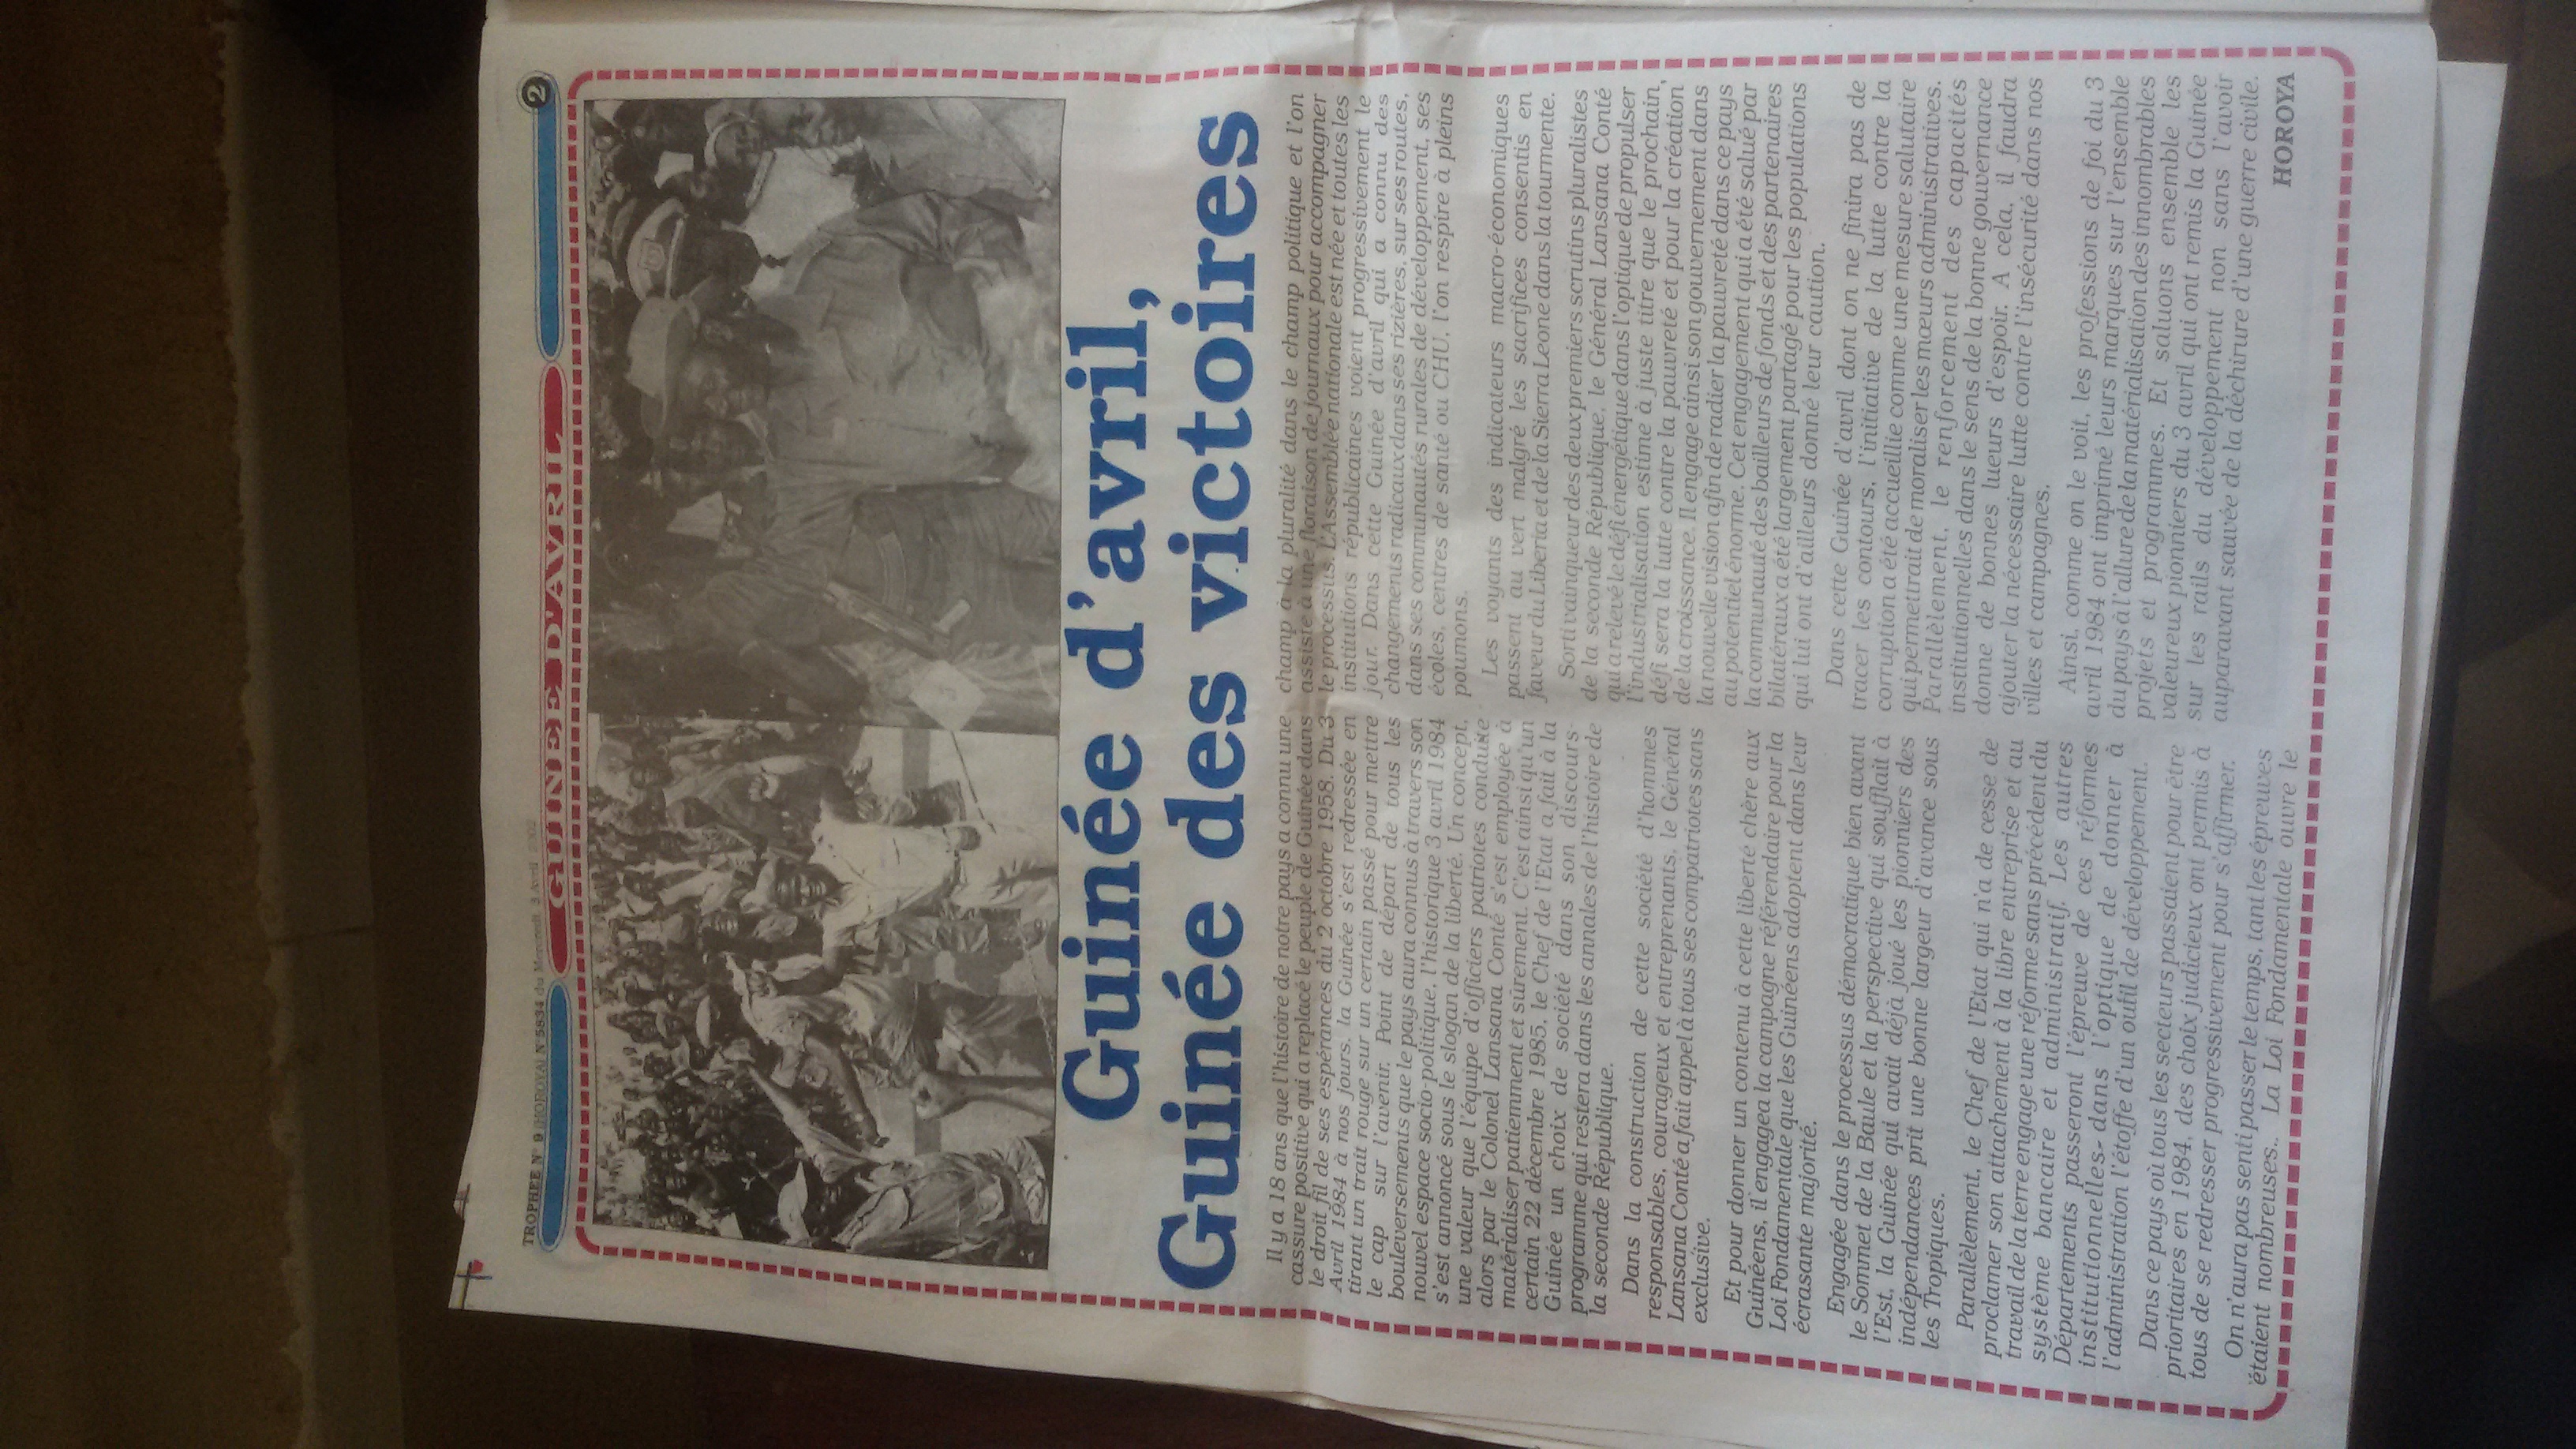 TROPHEE N° 9 (HOROYA) N 5834 du Mercredi 3 Avril 2002
GUINEE D'AVRIL
2
Guinée d'avril,
Guinée des victoires
Il y a 18 ans que l'histoire de notre pays a connu une
cassure positive qui a replacé le peuple de Guinée dans
le droit fil de ses espérances du 2 octobre 1958. Du 3
Avril 1984 à nos jours, la Guinée s'est redressée en
tirant un trait rouge sur un certain passé pour mettre
le cap sur l'avenir. Point de départ de tous les
bouleversements que le pays aura connus à travers son
nouvel espace socio-politique, l'historique 3 avril 1984
s'est annoncé sous le slogan de la liberté. Un concept,
une valeur que l'équipe d'officiers patriotes conduite
alors par le Colonel Lansana Conté s'est employée à
matérialiser patiemment et sûrement. C'est ainsi qu'un
certain 22 décembre 1985, le Chef de l'Etat a fait à la
Guinée un choix de société dans son discours-
programme qui restera dans les annales de l'histoire de
la seconde République.
Dans la construction de cette société d'hommes
responsables, courageux et entreprenants, le Général
Lansana Conté a fait appel à tous ses compatriotes sans
exclusive.
Et pour donner un contenu à cette liberté chère aux
Guinéens, il engagea la campagne référendaire pour la
Loi Fondamentale que les Guinéens adoptent dans leur
écrasante majorité.
Engagée dans le processus démocratique bien avant
le Sommet de la Baule et la perspective qui soufflait à
l'Est, la Guinée qui avait déjà joué les pionniers des
indépendances prit une bonne largeur d'avance sous
les Tropiques.
Parallèlement, le Chef de l'Etat qui n'a de cesse de
proclamer son attachement à la libre entreprise et au
travail de la terre engage une réforme sans précédent du
système bancaire et administratif. Les autres
Départements passeront l'épreuve de ces réformes
institutionnelles- dans l'optique de donner à
l'administration l'étoffe d'un outil de développement.
Dans ce pays où tous les secteurs passaient pour être
prioritaires en 1984, des choix judicieux ont permis à
tous de se redresser progressivement pour s'affirmer.
On n'aura pas senti passer le temps, tant les épreuves
étaient nombreuses.. La Loi Fondamentale ouvre le
champ à la pluralité dans le champ politique et l'on
assiste à une floraison de journaux pour accompagner
le processus. L'Assemblée nationale est née et toutes les
institutions républicaines voient progressivement le
jour. Dans cette Guinée d'avril qui a connu des
changements radicaux dans ses rizières, sur ses routes,
dans ses communautés rurales de développement, ses
écoles, centres de santé ou CHU, l'on respire à pleins
poumons.
Les voyants des indicateurs macro-économiques
passent au vert malgré les sacrifices consentis en
faveur du Liberia et de la Sierra Leone dans la tourmente.
Sorti vainqueur des deux premiers scrutins pluralistes
de la seconde République, le Général Lansana Conté
qui a relevé le défi énergétique dans l'optique de propulser
l'industrialisation estime à juste titre que le prochain
défi sera la lutte contre la pauvreté et pour la création
de la croissance. Il engage ainsi son gouvernement dans
la nouvelle vision afin de radier la pauvreté dans ce pays
au potentiel énorme. Cet engagement qui a été salué par
la communauté des bailleurs de fonds et des partenaires
bilatéraux a été largement partagé pour les populations
qui lui ont d'ailleurs donné leur caution.
Dans cette Guinée d'avril dont on ne finira pas de
tracer les contours, l'initiative de la lutte contre la
corruption a été accueillie comme une mesure salutaire
qui permettrait de moraliser les mœurs administratives.
Parallèlement, le renforcement des capacités
institutionnelles dans le sens de la bonne gouvernance
donne de bonnes lueurs d'espoir. A cela, il faudra
ajouter la nécessaire lutte contre l'insécurité dans nos
villes et campagnes.
Ainsi, comme on le voit, les professions de foi du 3
avril 1984 ont imprimé leurs marques sur l'ensemble
du pays à l'allure de la matérialisation des innombrables
projets et programmes. Et saluons ensemble les
valeureux pionniers du 3 avril qui ont remis la Guinée
sur les rails du développement non sans l'avoir
auparavant sauvée de la déchirure d'une guerre civile.
HOROYA